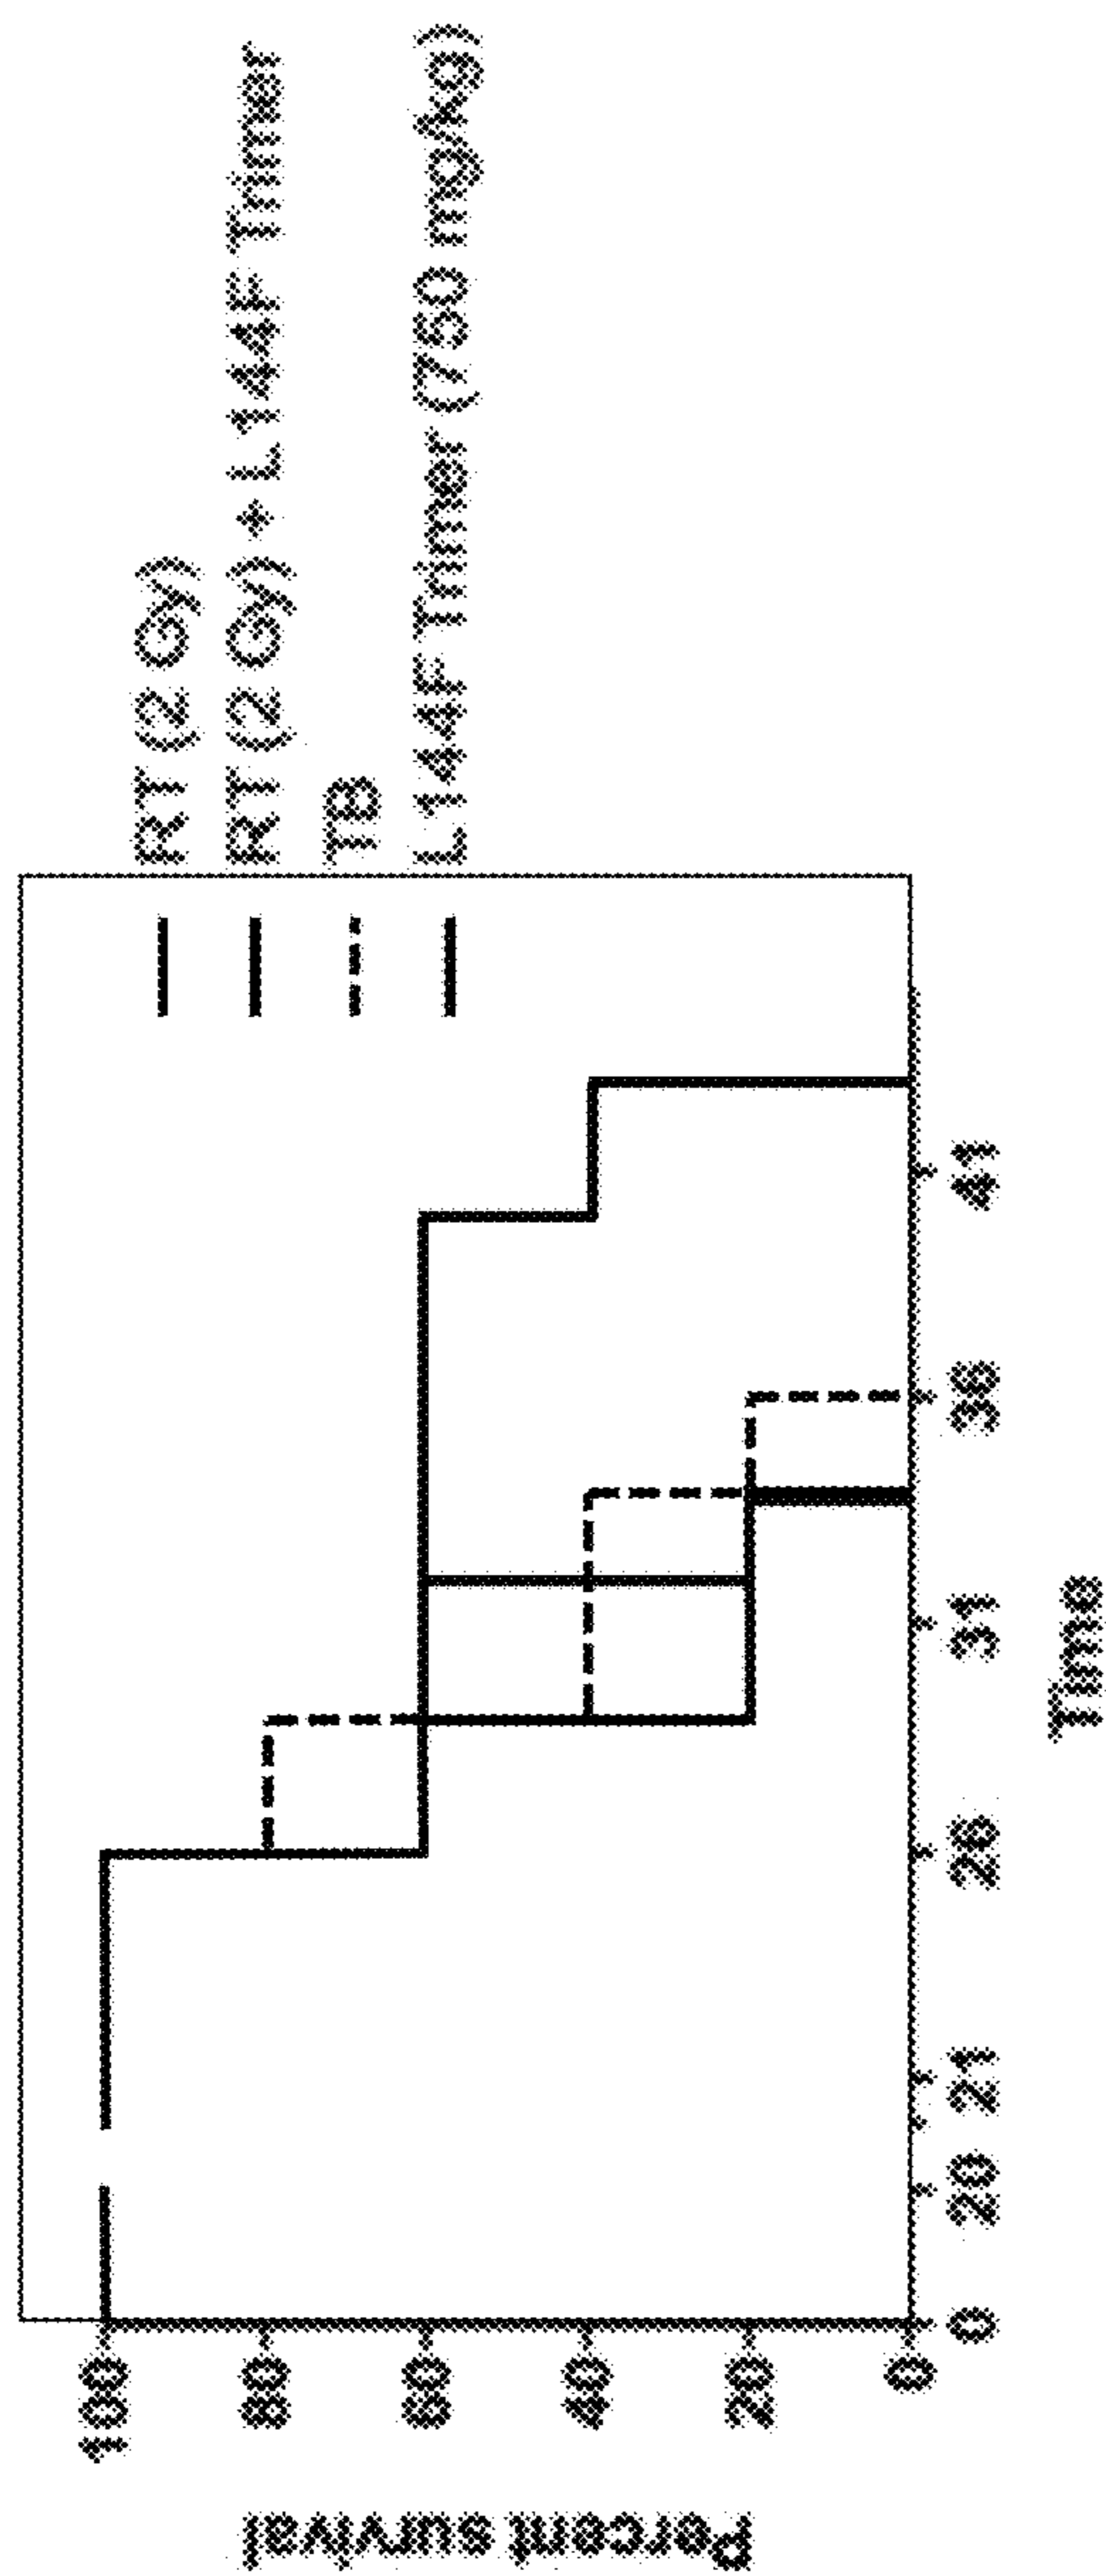 Percent survival
100
80
60
40
20
0
0 20 21 26 31 36 41
Time
RT (2 Gy)
RT (2 Gy) + L144F Trimer
TB
L144F Trimer (750 mg/kg)